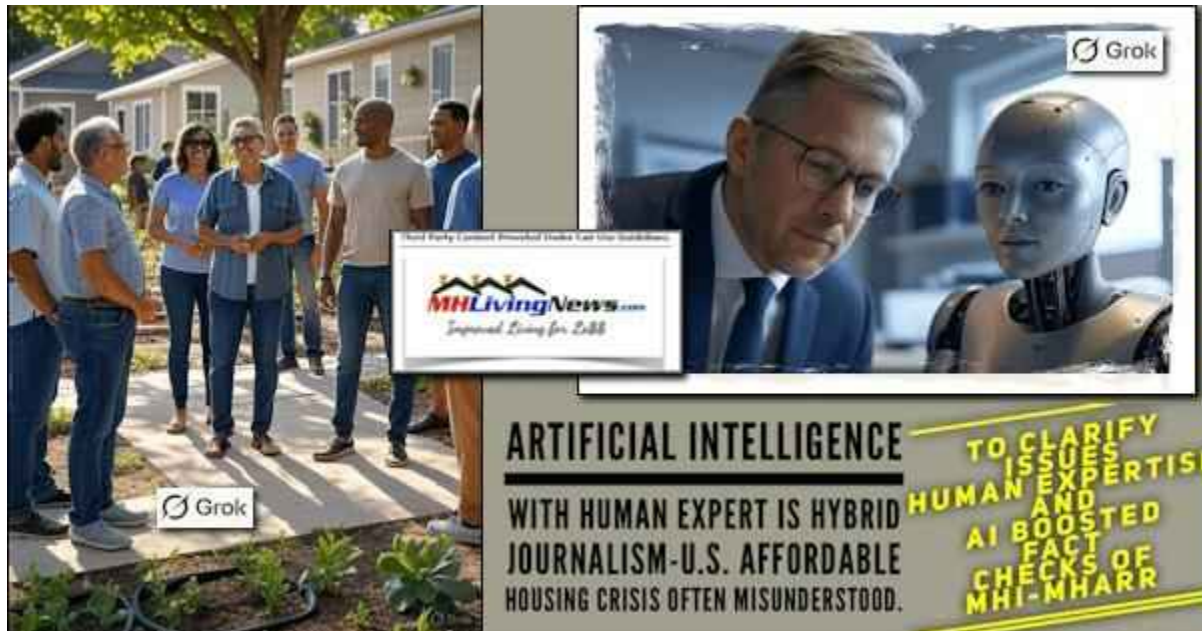 Grok
Grok
Third Party Content Provided Under Fair Use Guidelines.
MHLivingNews.com
Improved Living for Le$$
ARTIFICIAL INTELLIGENCE
WITH HUMAN EXPERT IS HYBRID
JOURNALISM-U.S. AFFORDABLE
HOUSING CRISIS OFTEN MISUNDERSTOOD.
TO CLARIFY
ISSUES
HUMAN EXPERTIS
AND
AI BOOSTED
FACT
CHECKS OF
MHI-MHARR